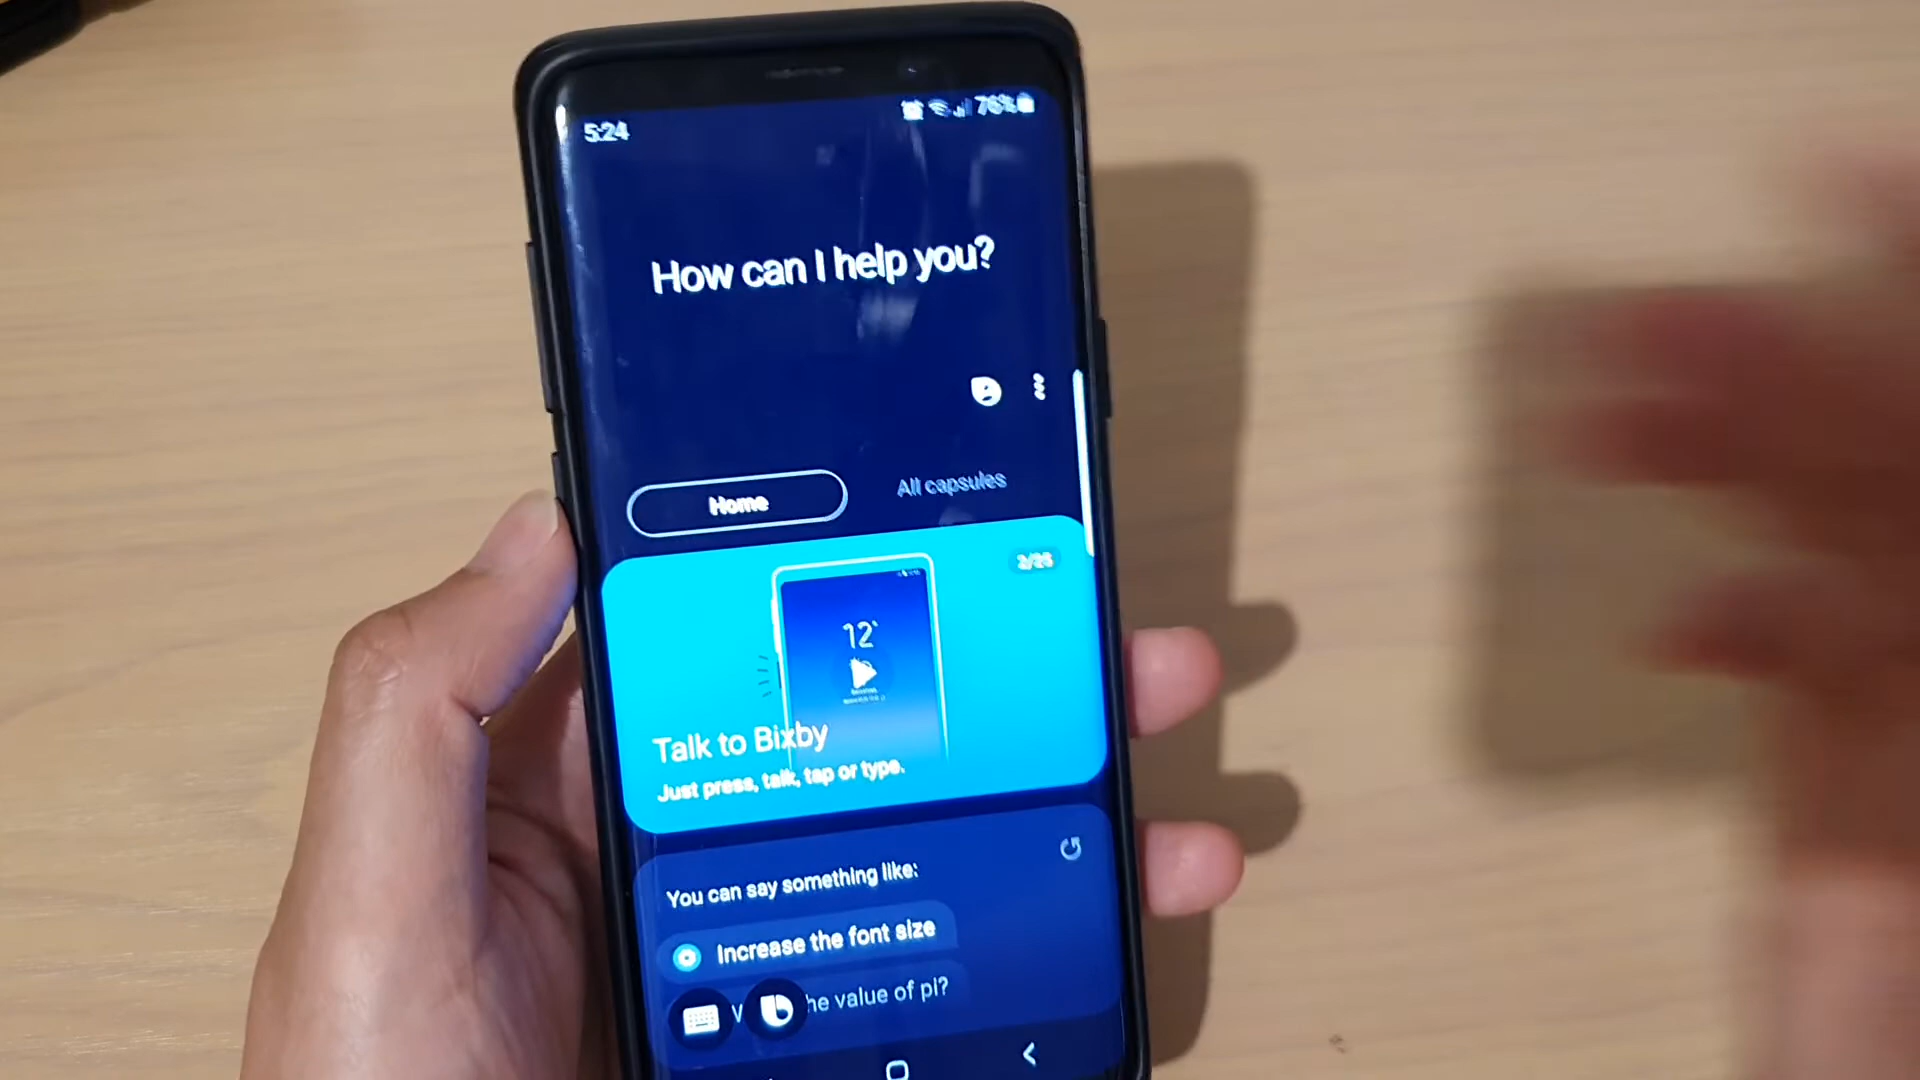 5:24
76%
How can I help you?
Home
All capsules
12
Talk to Bixby
Just press, talk, tap or type.
You can say something like:
Increase the font size
he value of pi?